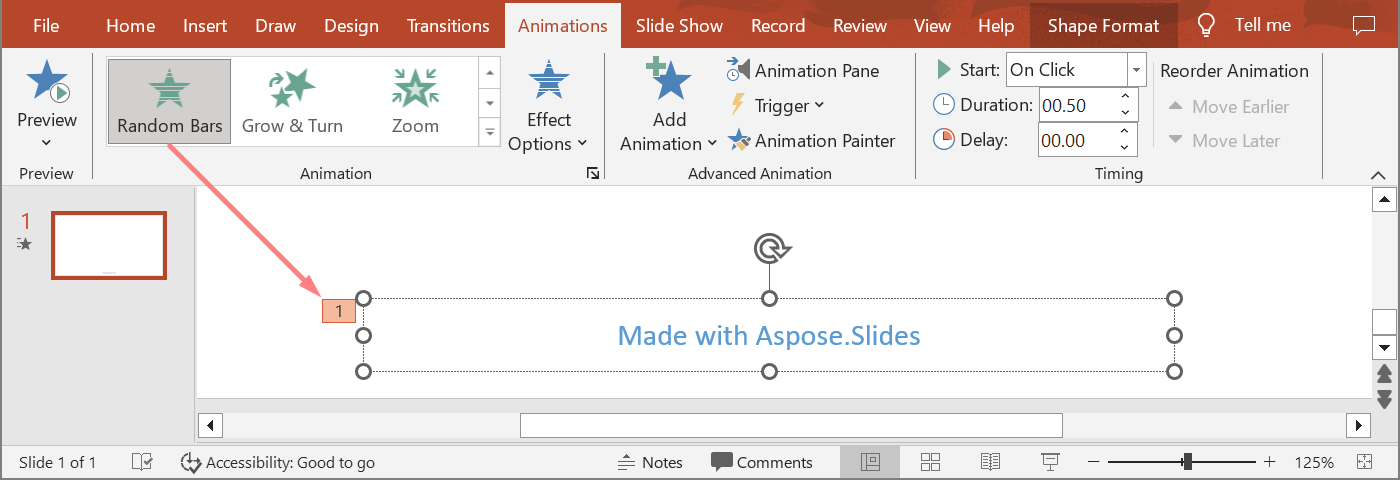 File Home Insert Draw Design Transitions Animations Slide Show Record Review View Help Shape Format Tell me
Preview
Random Bars Grow & Turn Zoom
Effect
Options
Add
Animation
Animation Pane
Trigger
Animation Painter
Start: On Click
Duration: 00.50
Delay: 00.00
Reorder Animation
Move Earlier
Move Later
Preview Animation Advanced Animation Timing
1
1
Made with Aspose.Slides
Slide 1 of 1 Accessibility: Good to go Notes Comments 125%